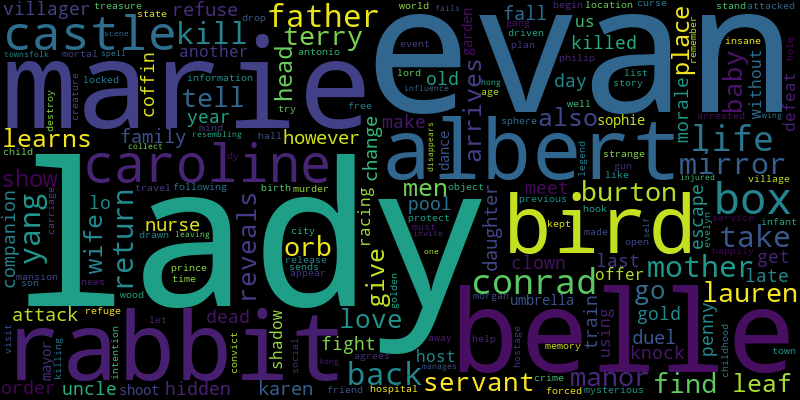 villager treasure state drop refuse father us fall begin location curse stand attacked
castle kill terry gang world driven fails event plan philip
townsfolk scene mortal spell another antonio killed place insane remember
marie evan head old lord hong age day list story well baby without hole
creature locked coffin information tell year try influence free
destroy learns family mind resembling hall however make also sophie morale arrested defeat wing
child collect dy change disappears dance arrives sphere legend strange gun like life
caroline albert mirror village
show travel following birth murder men object meet burton box
companion yang wife lo return nurse reveals racing pool protect must invite daughter previous hook injured escape service infant
lady bird kept made open self evelyn penny take
carriage drawn leaving orb city release sends appear give one clown last offer mother happily get late
mansion son news prince time golden conrad go lauren
wood morgan umbrella gold
attack refuge let dead shadow love fight away help train using duel childhood town
rabbit belle
visit mayor killing intention convict social kong agrees host manages hostage memory knock
order uncle shoot hidden karen friend hospital back servant crime forced mysterious manor find leaf